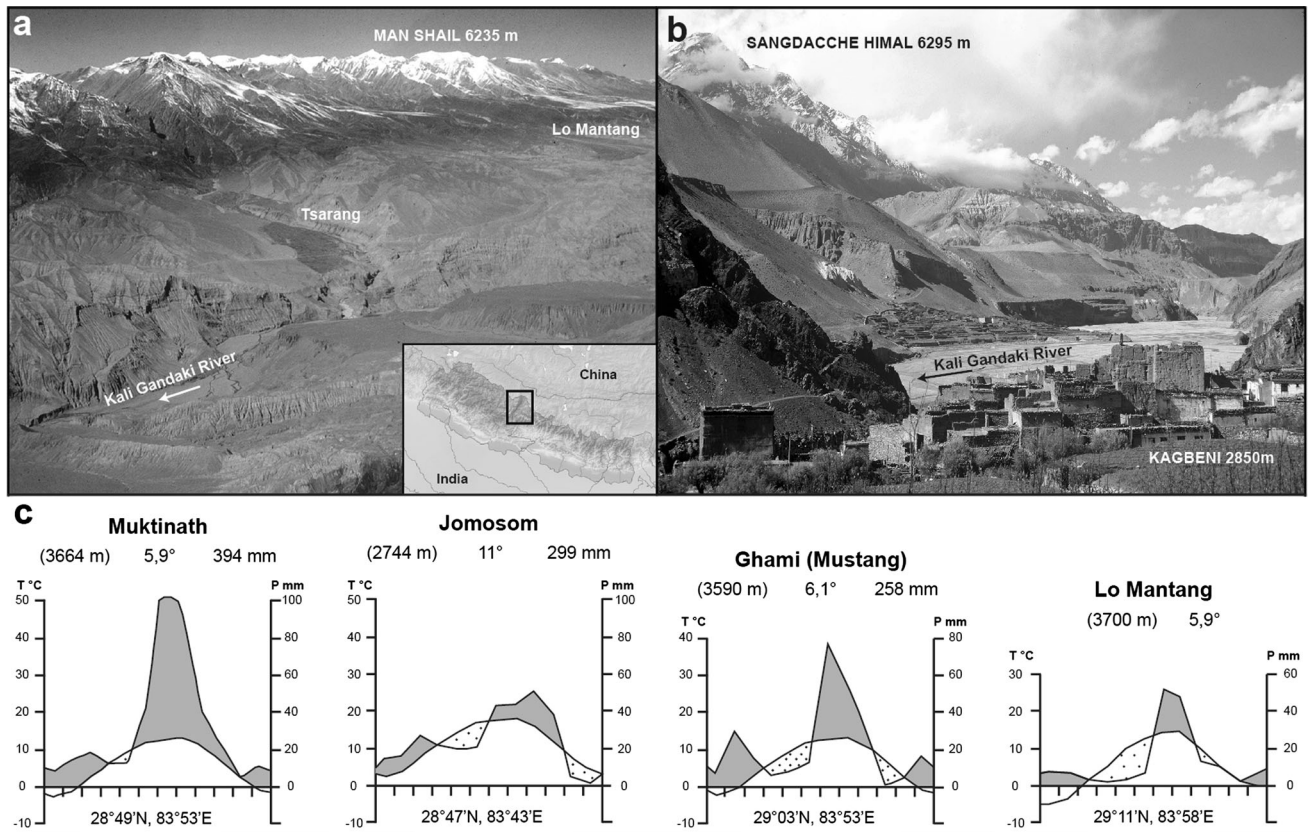 a
MAN SHAIL 6235 m
Lo Mantang
Tsarang
Kali Gandaki River
China
India
b
SANGDACCHE HIMAL 6295 m
Kali Gandaki River
KAGBENI 2850m
c
Muktinath
(3664 m) 5,9° 394 mm
T °C P mm
50 100
40 80
30 60
20 40
10 20
0 0
-10
28°49'N, 83°53'E
Jomosom
(2744 m) 11° 299 mm
T °C P mm
50 100
40 80
30 60
20 40
10 20
0 0
-10
28°47'N, 83°43'E
Ghami (Mustang)
(3590 m) 6,1° 258 mm
T °C P mm
40 80
30 60
20 40
10 20
0 0
-10
29°03'N, 83°53'E
Lo Mantang
(3700 m) 5,9°
T °C P mm
30 60
20 40
10 20
0 0
-10
29°11'N, 83°58'E